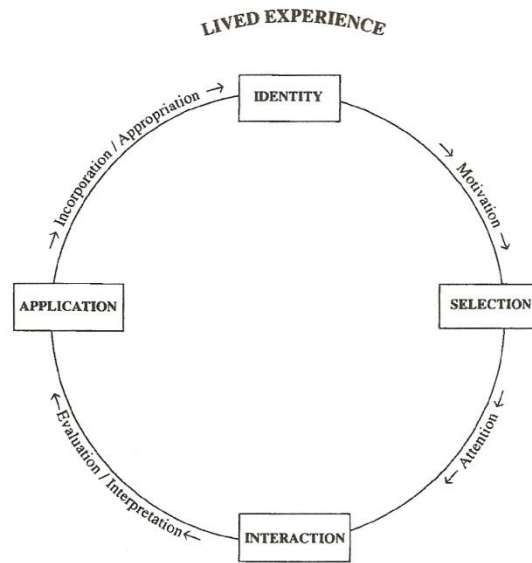 LIVED EXPERIENCE
IDENTITY
→ Motivation →
SELECTION
← Attention ←
INTERACTION
← Evaluation / Interpretation ←
APPLICATION
→ Incorporation / Appropriation →